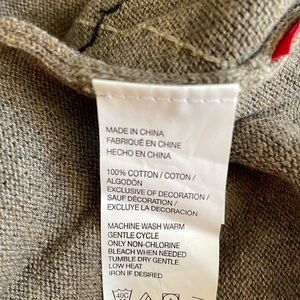 MADE IN CHINA
FABRIQUÉ EN CHINE
HECHO EN CHINA
100% COTTON / COTON /
ALGODÓN
EXCLUSIVE OF DECORATION /
SAUF DÉCORATION /
EXCLUYE LA DECORACIÓN
MACHINE WASH WARM
GENTLE CYCLE
ONLY NON-CHLORINE
BLEACH WHEN NEEDED
TUMBLE DRY GENTLE
LOW HEAT
IRON IF DESIRED
40C